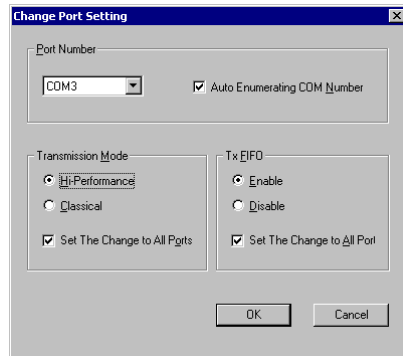 Change Port Setting
Port Number
COM3
Auto Enumerating COM Number
Transmission Mode
Hi-Performance
Classical
Set The Change to All Ports
Tx FIFO
Enable
Disable
Set The Change to All Port
OK
Cancel